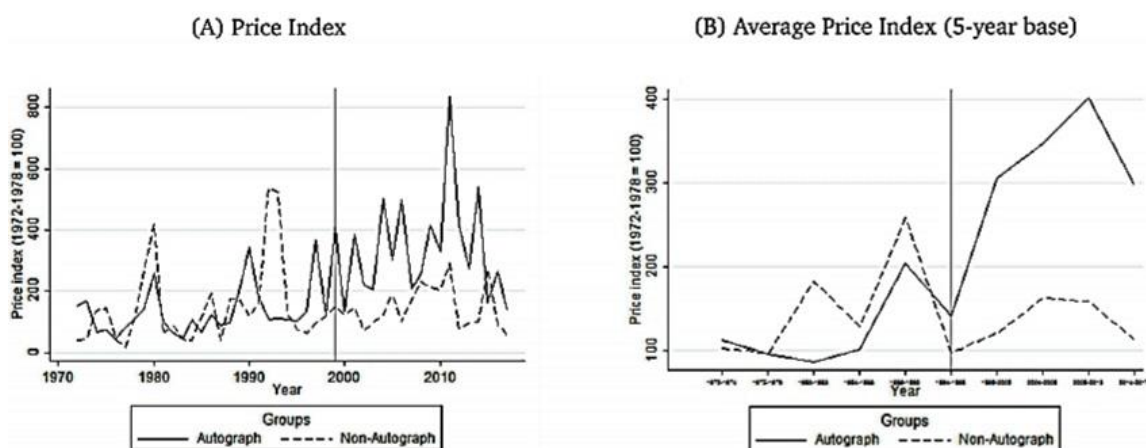 (A) Price Index
Price index (1972-1978 = 100)
800
600
400
200
0
1970
1980
1990
2000
2010
Year
Groups
Autograph
Non-Autograph
(B) Average Price Index (5-year base)
Price index (1972-1978 = 100)
400
300
200
100
Year
Groups
Autograph
Non-Autograph